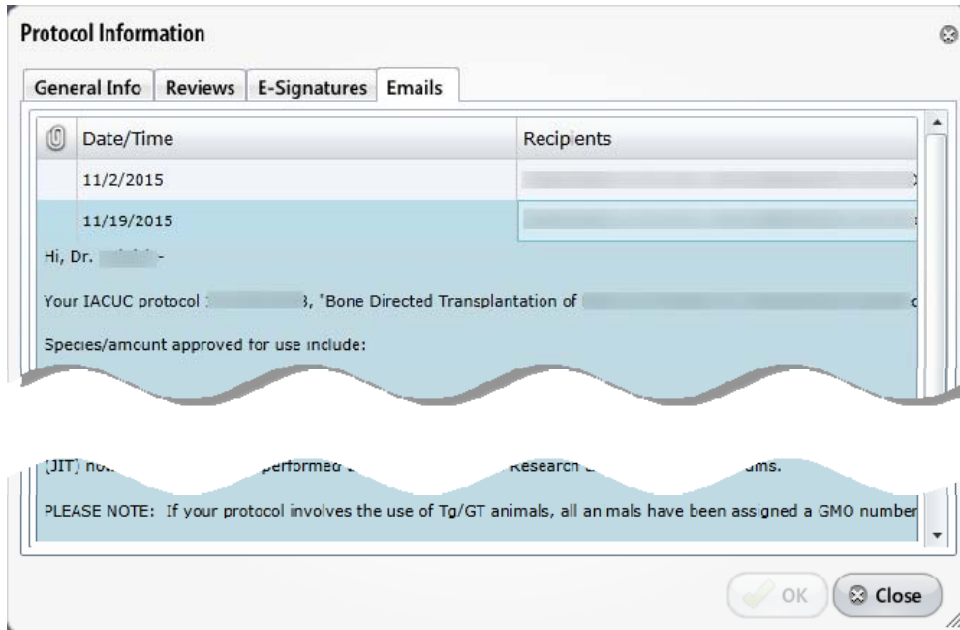 Protocol Information
General Info Reviews E-Signatures Emails
Date/Time Recipients
11/2/2015
11/19/2015
Hi, Dr. -
Your IACUC protocol 3, 'Bone Directed Transplantation of
Species/amount approved for use include:
(JIT) performed Research
PLEASE NOTE: If your protocol involves the use of Tg/GT animals, all animals have been assigned a GMO number
OK Close